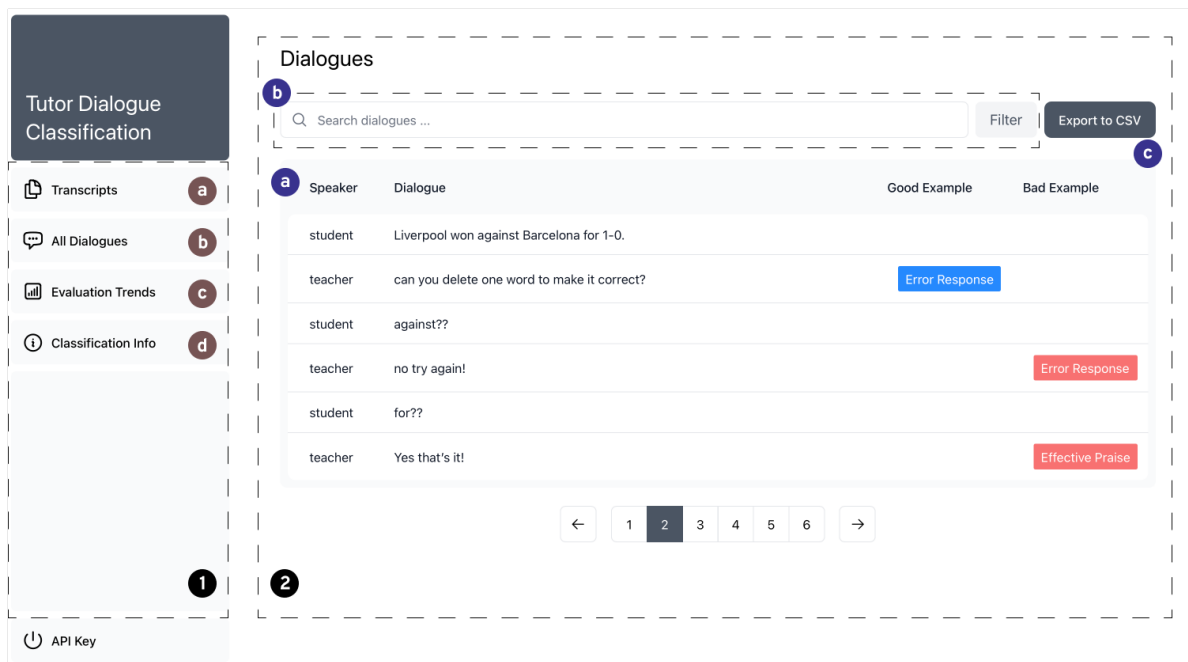 Tutor Dialogue
Classification
Transcripts a
All Dialogues b
Evaluation Trends c
Classification Info d
1
API Key
Dialogues
b
Search dialogues ... Filter Export to CSV
c
a Speaker Dialogue Good Example Bad Example
student Liverpool won against Barcelona for 1-0.
teacher can you delete one word to make it correct? Error Response
student against??
teacher no try again! Error Response
student for??
teacher Yes that's it! Effective Praise
← 1 2 3 4 5 6 →
2